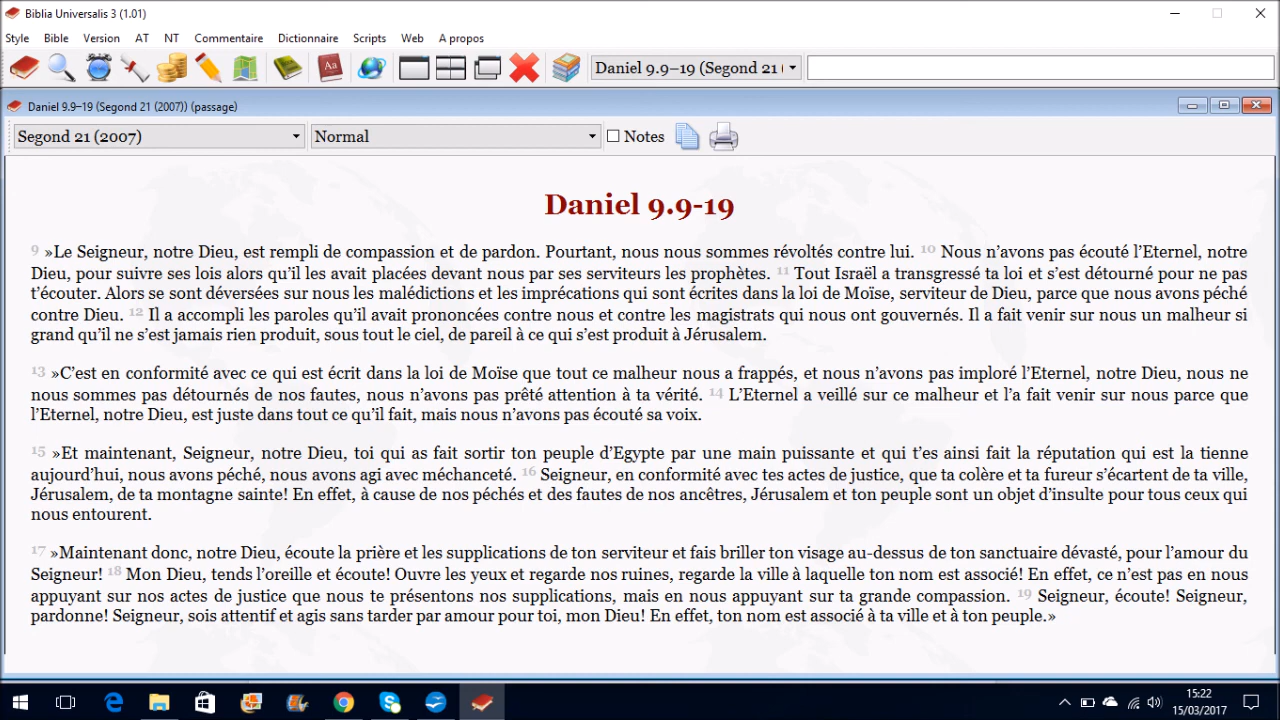 Biblia Universalis 3 (1.01)
Style Bible Version AT NT Commentaire Dictionnaire Scripts Web A propos
Aa Daniel 9.9–19 (Segond 21 (
Daniel 9.9–19 (Segond 21 (2007)) (passage)
Segond 21 (2007) Normal Notes
Daniel 9.9-19
9 »Le Seigneur, notre Dieu, est rempli de compassion et de pardon. Pourtant, nous nous sommes révoltés contre lui. 10 Nous n’avons pas écouté l’Eternel, notre
Dieu, pour suivre ses lois alors qu’il les avait placées devant nous par ses serviteurs les prophètes. 11 Tout Israël a transgressé ta loi et s’est détourné pour ne pas
t’écouter. Alors se sont déversées sur nous les malédictions et les imprécations qui sont écrites dans la loi de Moïse, serviteur de Dieu, parce que nous avons péché
contre Dieu. 12 Il a accompli les paroles qu’il avait prononcées contre nous et contre les magistrats qui nous ont gouvernés. Il a fait venir sur nous un malheur si
grand qu’il ne s’est jamais rien produit, sous tout le ciel, de pareil à ce qui s’est produit à Jérusalem.
13 »C’est en conformité avec ce qui est écrit dans la loi de Moïse que tout ce malheur nous a frappés, et nous n’avons pas imploré l’Eternel, notre Dieu, nous ne
nous sommes pas détournés de nos fautes, nous n’avons pas prêté attention à ta vérité. 14 L’Eternel a veillé sur ce malheur et l’a fait venir sur nous parce que
l’Eternel, notre Dieu, est juste dans tout ce qu’il fait, mais nous n’avons pas écouté sa voix.
15 »Et maintenant, Seigneur, notre Dieu, toi qui as fait sortir ton peuple d’Egypte par une main puissante et qui t’es ainsi fait la réputation qui est la tienne
aujourd’hui, nous avons péché, nous avons agi avec méchanceté. 16 Seigneur, en conformité avec tes actes de justice, que ta colère et ta fureur s’écartent de ta ville,
Jérusalem, de ta montagne sainte! En effet, à cause de nos péchés et des fautes de nos ancêtres, Jérusalem et ton peuple sont un objet d’insulte pour tous ceux qui
nous entourent.
17 »Maintenant donc, notre Dieu, écoute la prière et les supplications de ton serviteur et fais briller ton visage au-dessus de ton sanctuaire dévasté, pour l’amour du
Seigneur! 18 Mon Dieu, tends l’oreille et écoute! Ouvre les yeux et regarde nos ruines, regarde la ville à laquelle ton nom est associé! En effet, ce n’est pas en nous
appuyant sur nos actes de justice que nous te présentons nos supplications, mais en nous appuyant sur ta grande compassion. 19 Seigneur, écoute! Seigneur,
pardonne! Seigneur, sois attentif et agis sans tarder par amour pour toi, mon Dieu! En effet, ton nom est associé à ta ville et à ton peuple.»
15:22
15/03/2017